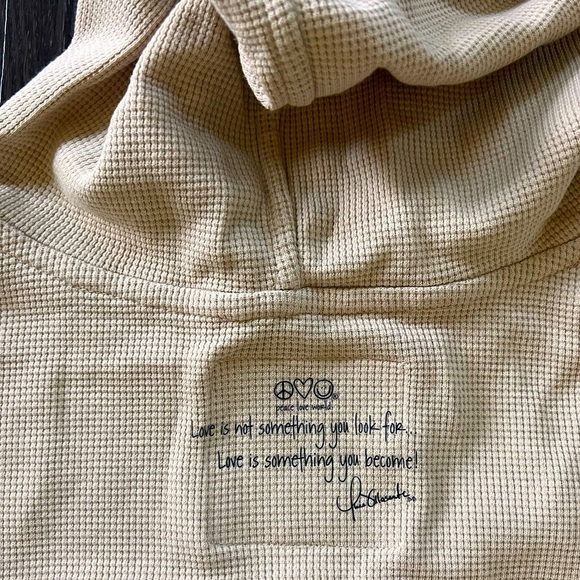 peace love world
Love is not something you look for...
Love is something you become!